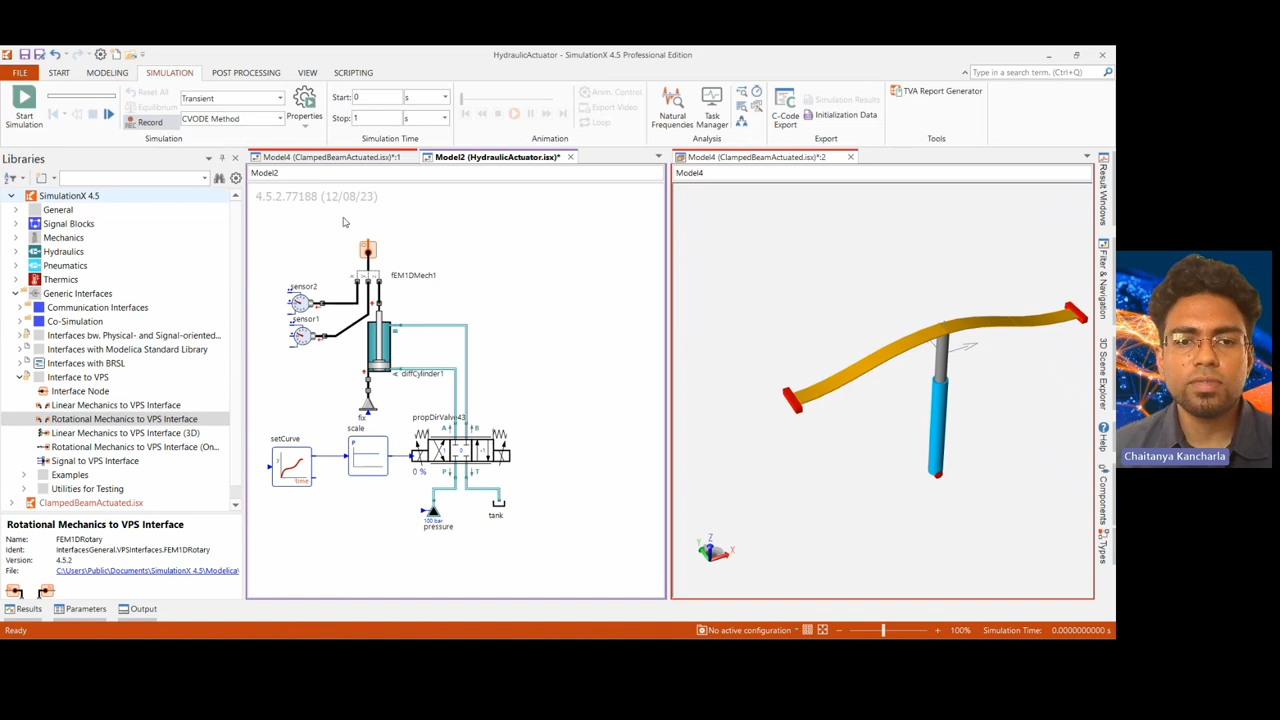 HydraulicActuator - SimulationX 4.5 Professional Edition
FILE START MODELING SIMULATION POST PROCESSING VIEW SCRIPTING
Type in a search term. (Ctrl+Q)
Start Simulation
Reset All
Equilibrium
REC Record
Transient
CVODE Method
Properties
Simulation
Start: 0 s
Stop: 1 s
Simulation Time
Anim. Control
Export Video
Loop
Animation
Natural Frequencies
Task Manager
Analysis
C-Code Export
Simulation Results
Initialization Data
Export
TVA Report Generator
Tools
Libraries
SimulationX 4.5
General
Signal Blocks
Mechanics
Hydraulics
Pneumatics
Thermics
Generic Interfaces
Communication Interfaces
Co-Simulation
Interfaces bw. Physical- and Signal-oriented...
Interfaces with Modelica Standard Library
Interfaces with BRSL
Interface to VPS
Interface Node
Linear Mechanics to VPS Interface
Rotational Mechanics to VPS Interface
Linear Mechanics to VPS Interface (3D)
Rotational Mechanics to VPS Interface (On...
Signal to VPS Interface
Examples
Utilities for Testing
ClampedBeamActuated.isx
Rotational Mechanics to VPS Interface
Name: FEM1DRotary
Ident: InterfacesGeneral.VPSInterfaces.FEM1DRotary
Version: 4.5.2
File: C:\Users\Public\Documents\SimulationX 4.5\Modelica\
Results Parameters Output
Ready
Model4 (ClampedBeamActuated.isx)*:1
Model2 (HydraulicActuator.isx)*
Model2
4.5.2.77188 (12/08/23)
fEM1DMech1
x y z
sensor2
sensor1
B
diffCylinder1
A
fix
setCurve
y
time
scale
P
propDirValve43
A B
1 0 -1
0 %
P T
100 bar
pressure
tank
Model4 (ClampedBeamActuated.isx)*:2
Model4
Z
Y
X
Result Windows
Filter & Navigation
3D Scene Explorer
Help
Components
Types
No active configuration
100%
Simulation Time: 0.0000000000 s
Chaitanya Kancharla